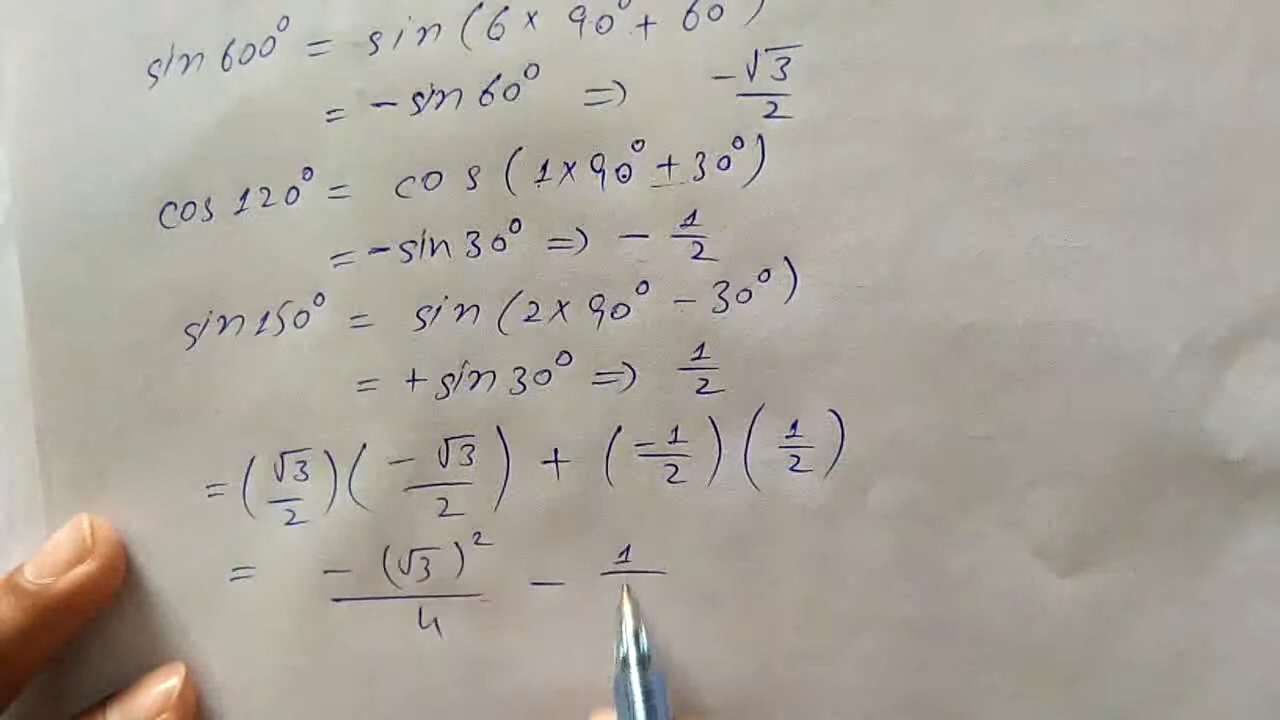 sin 600° = sin (6 × 90° + 60°)
= - sin 60° ⇒ -√3/2
cos 120° = cos (1 × 90° + 30°)
= - sin 30° ⇒ - 1/2
sin 150° = sin (2 × 90° - 30°)
= + sin 30° ⇒ 1/2
= (√3/2) (-√3/2) + (-1/2) (1/2)
= -(√3)²/4 - 1/